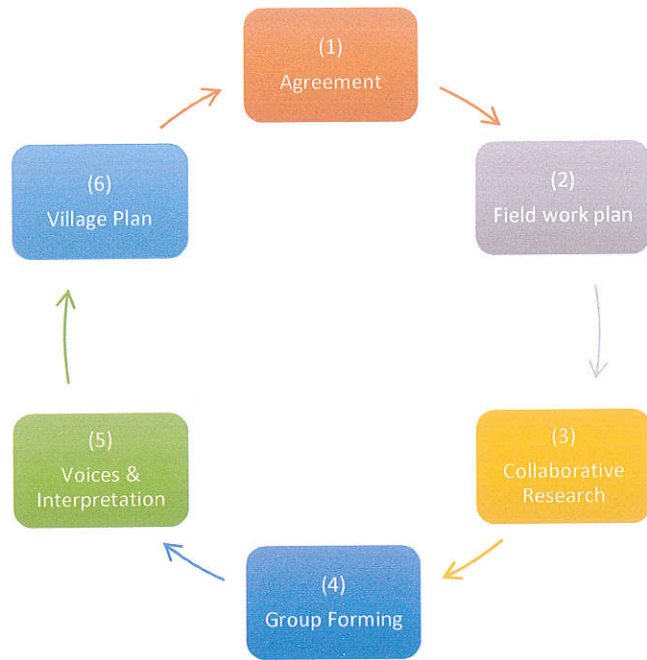 (1)
Agreement
(2)
Field work plan
(3)
Collaborative
Research
(4)
Group Forming
(5)
Voices &
Interpretation
(6)
Village Plan